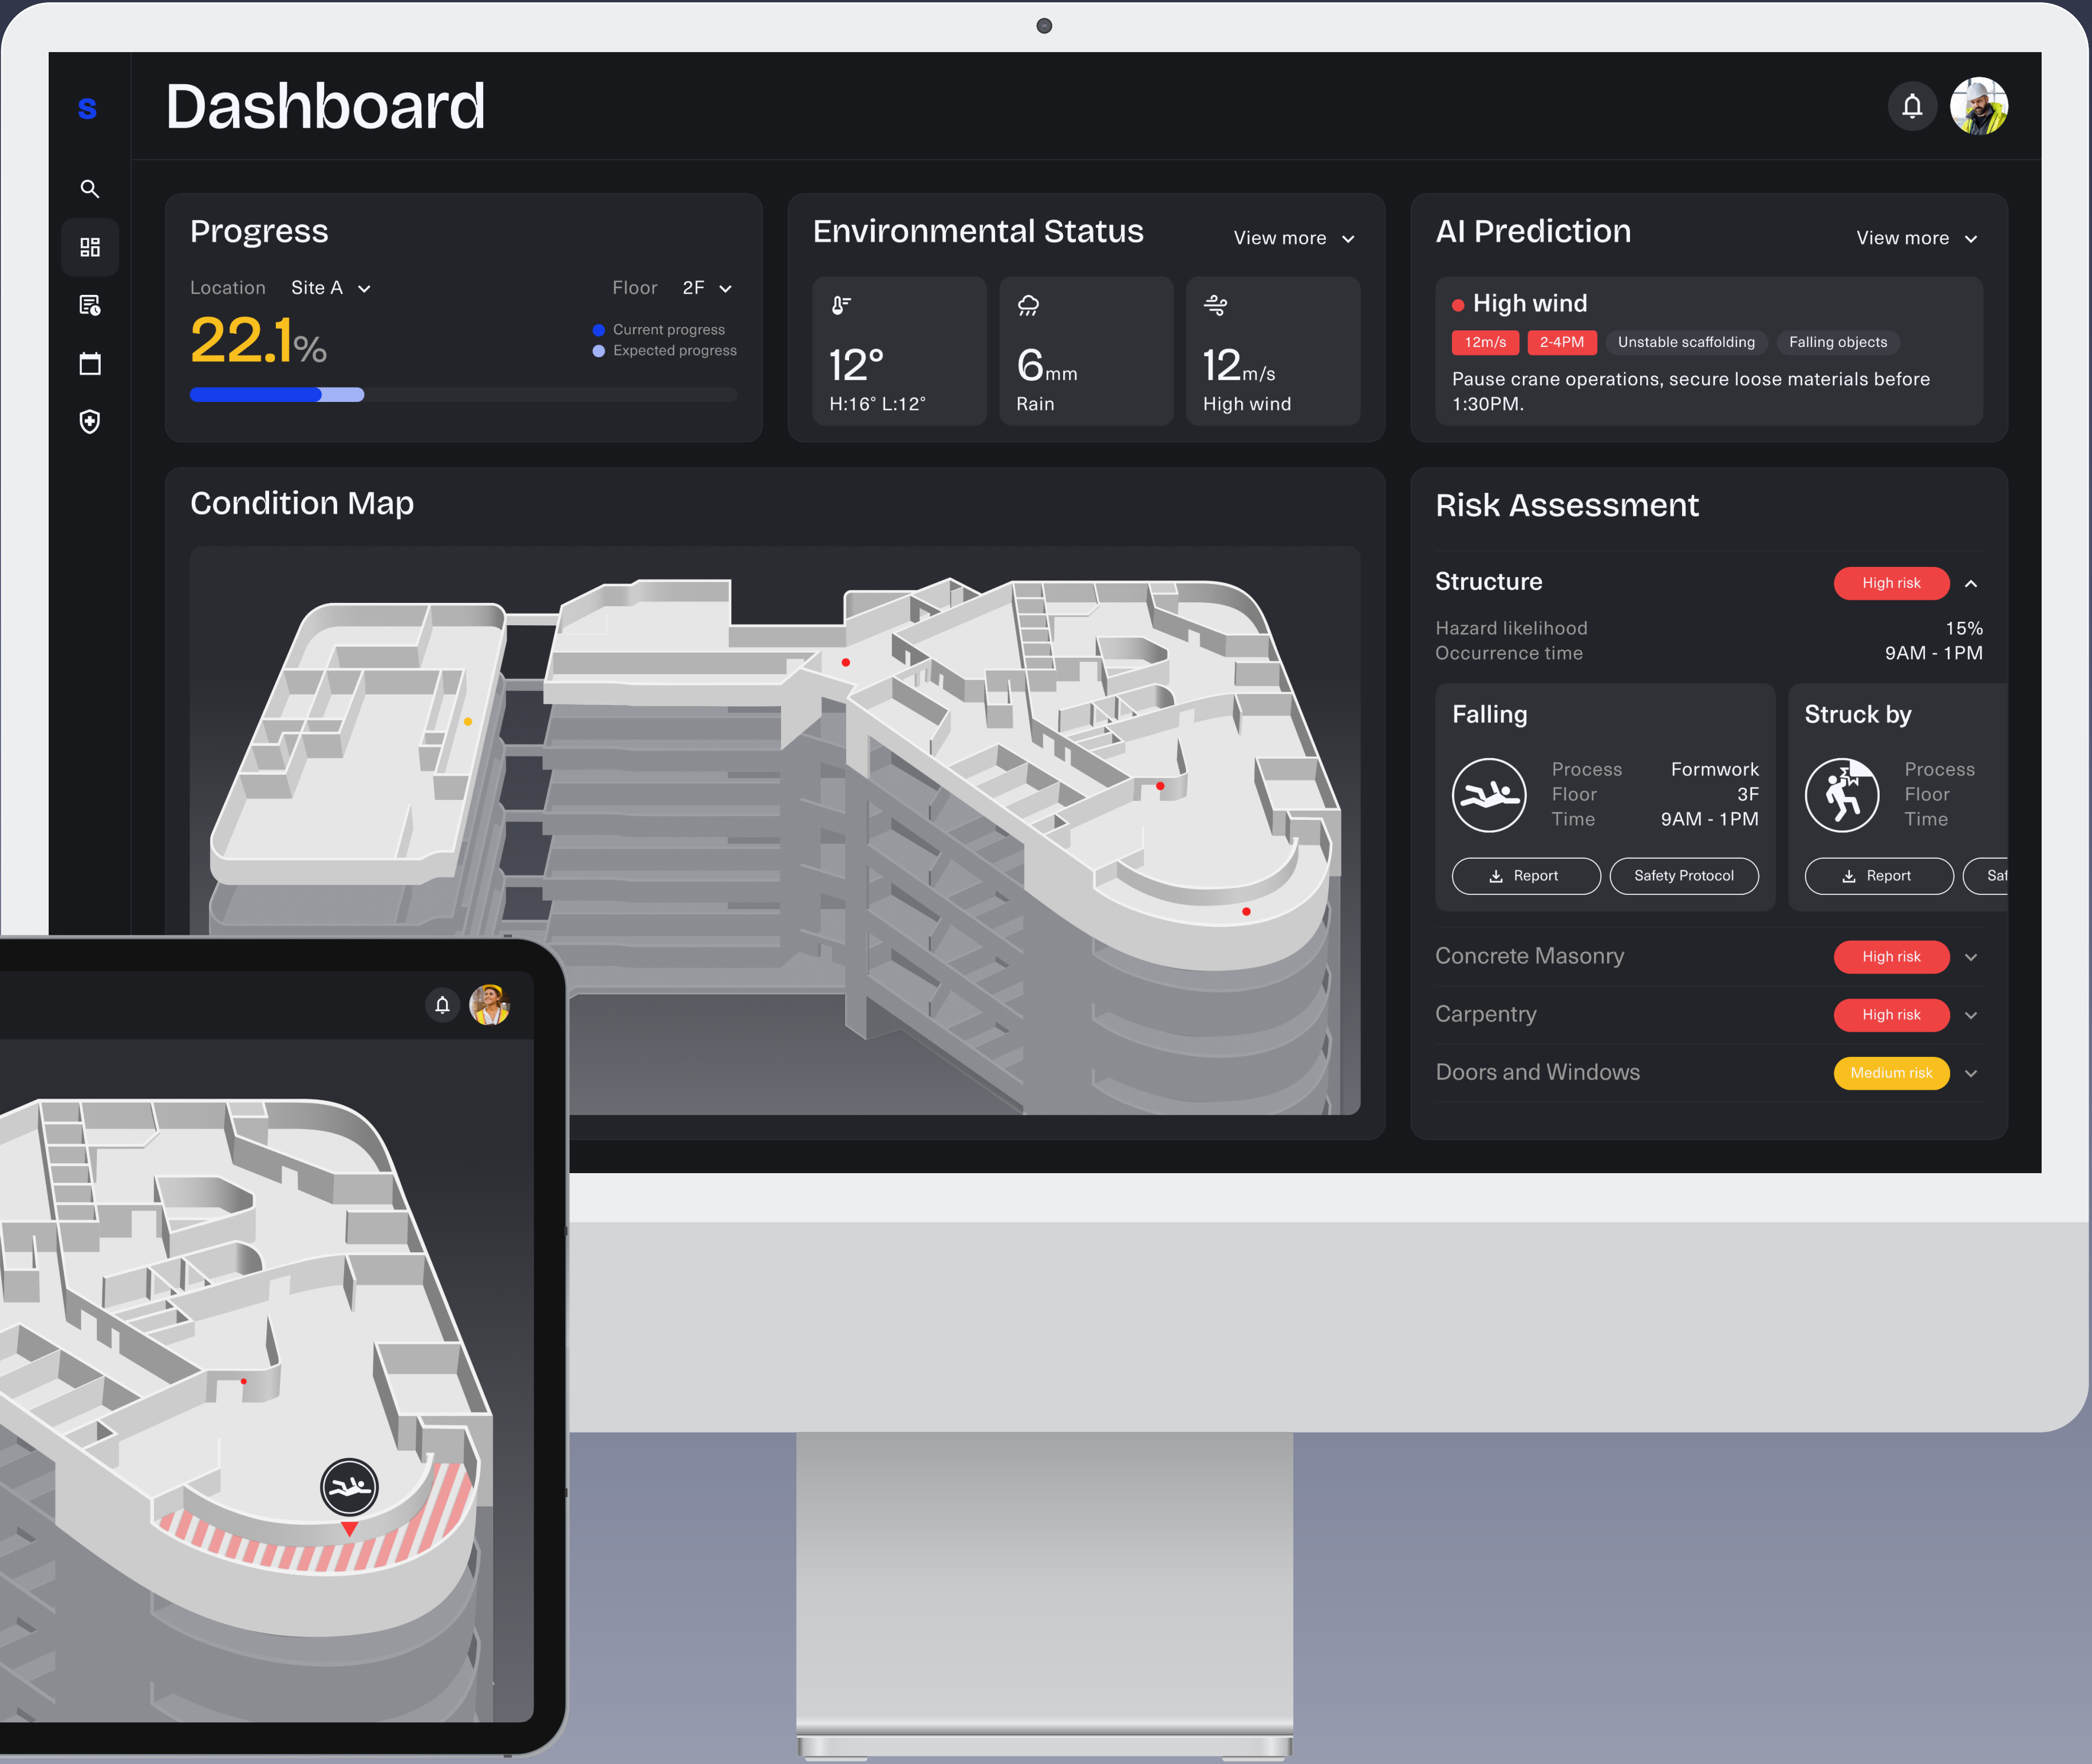 s
Dashboard
Progress
Location Site A
Floor 2F
22.1%
Current progress
Expected progress
Environmental Status
View more
12°
H:16° L:12°
6mm
Rain
12m/s
High wind
AI Prediction
View more
High wind
12m/s 2-4PM Unstable scaffolding Falling objects
Pause crane operations, secure loose materials before
1:30PM.
Condition Map
Risk Assessment
Structure High risk
Hazard likelihood 15%
Occurrence time 9AM - 1PM
Falling
Process Formwork
Floor 3F
Time 9AM - 1PM
Report Safety Protocol
Struck by
Process
Floor
Time
Report Saf
Concrete Masonry High risk
Carpentry High risk
Doors and Windows Medium risk